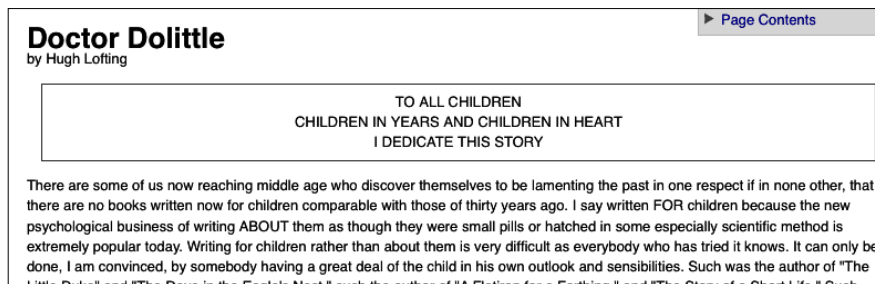 Page Contents
Doctor Dolittle
by Hugh Lofting
TO ALL CHILDREN
CHILDREN IN YEARS AND CHILDREN IN HEART
I DEDICATE THIS STORY
There are some of us now reaching middle age who discover themselves to be lamenting the past in one respect if in none other, that
there are no books written now for children comparable with those of thirty years ago. I say written FOR children because the new
psychological business of writing ABOUT them as though they were small pills or hatched in some especially scientific method is
extremely popular today. Writing for children rather than about them is very difficult as everybody who has tried it knows. It can only be
done, I am convinced, by somebody having a great deal of the child in his own outlook and sensibilities. Such was the author of "The